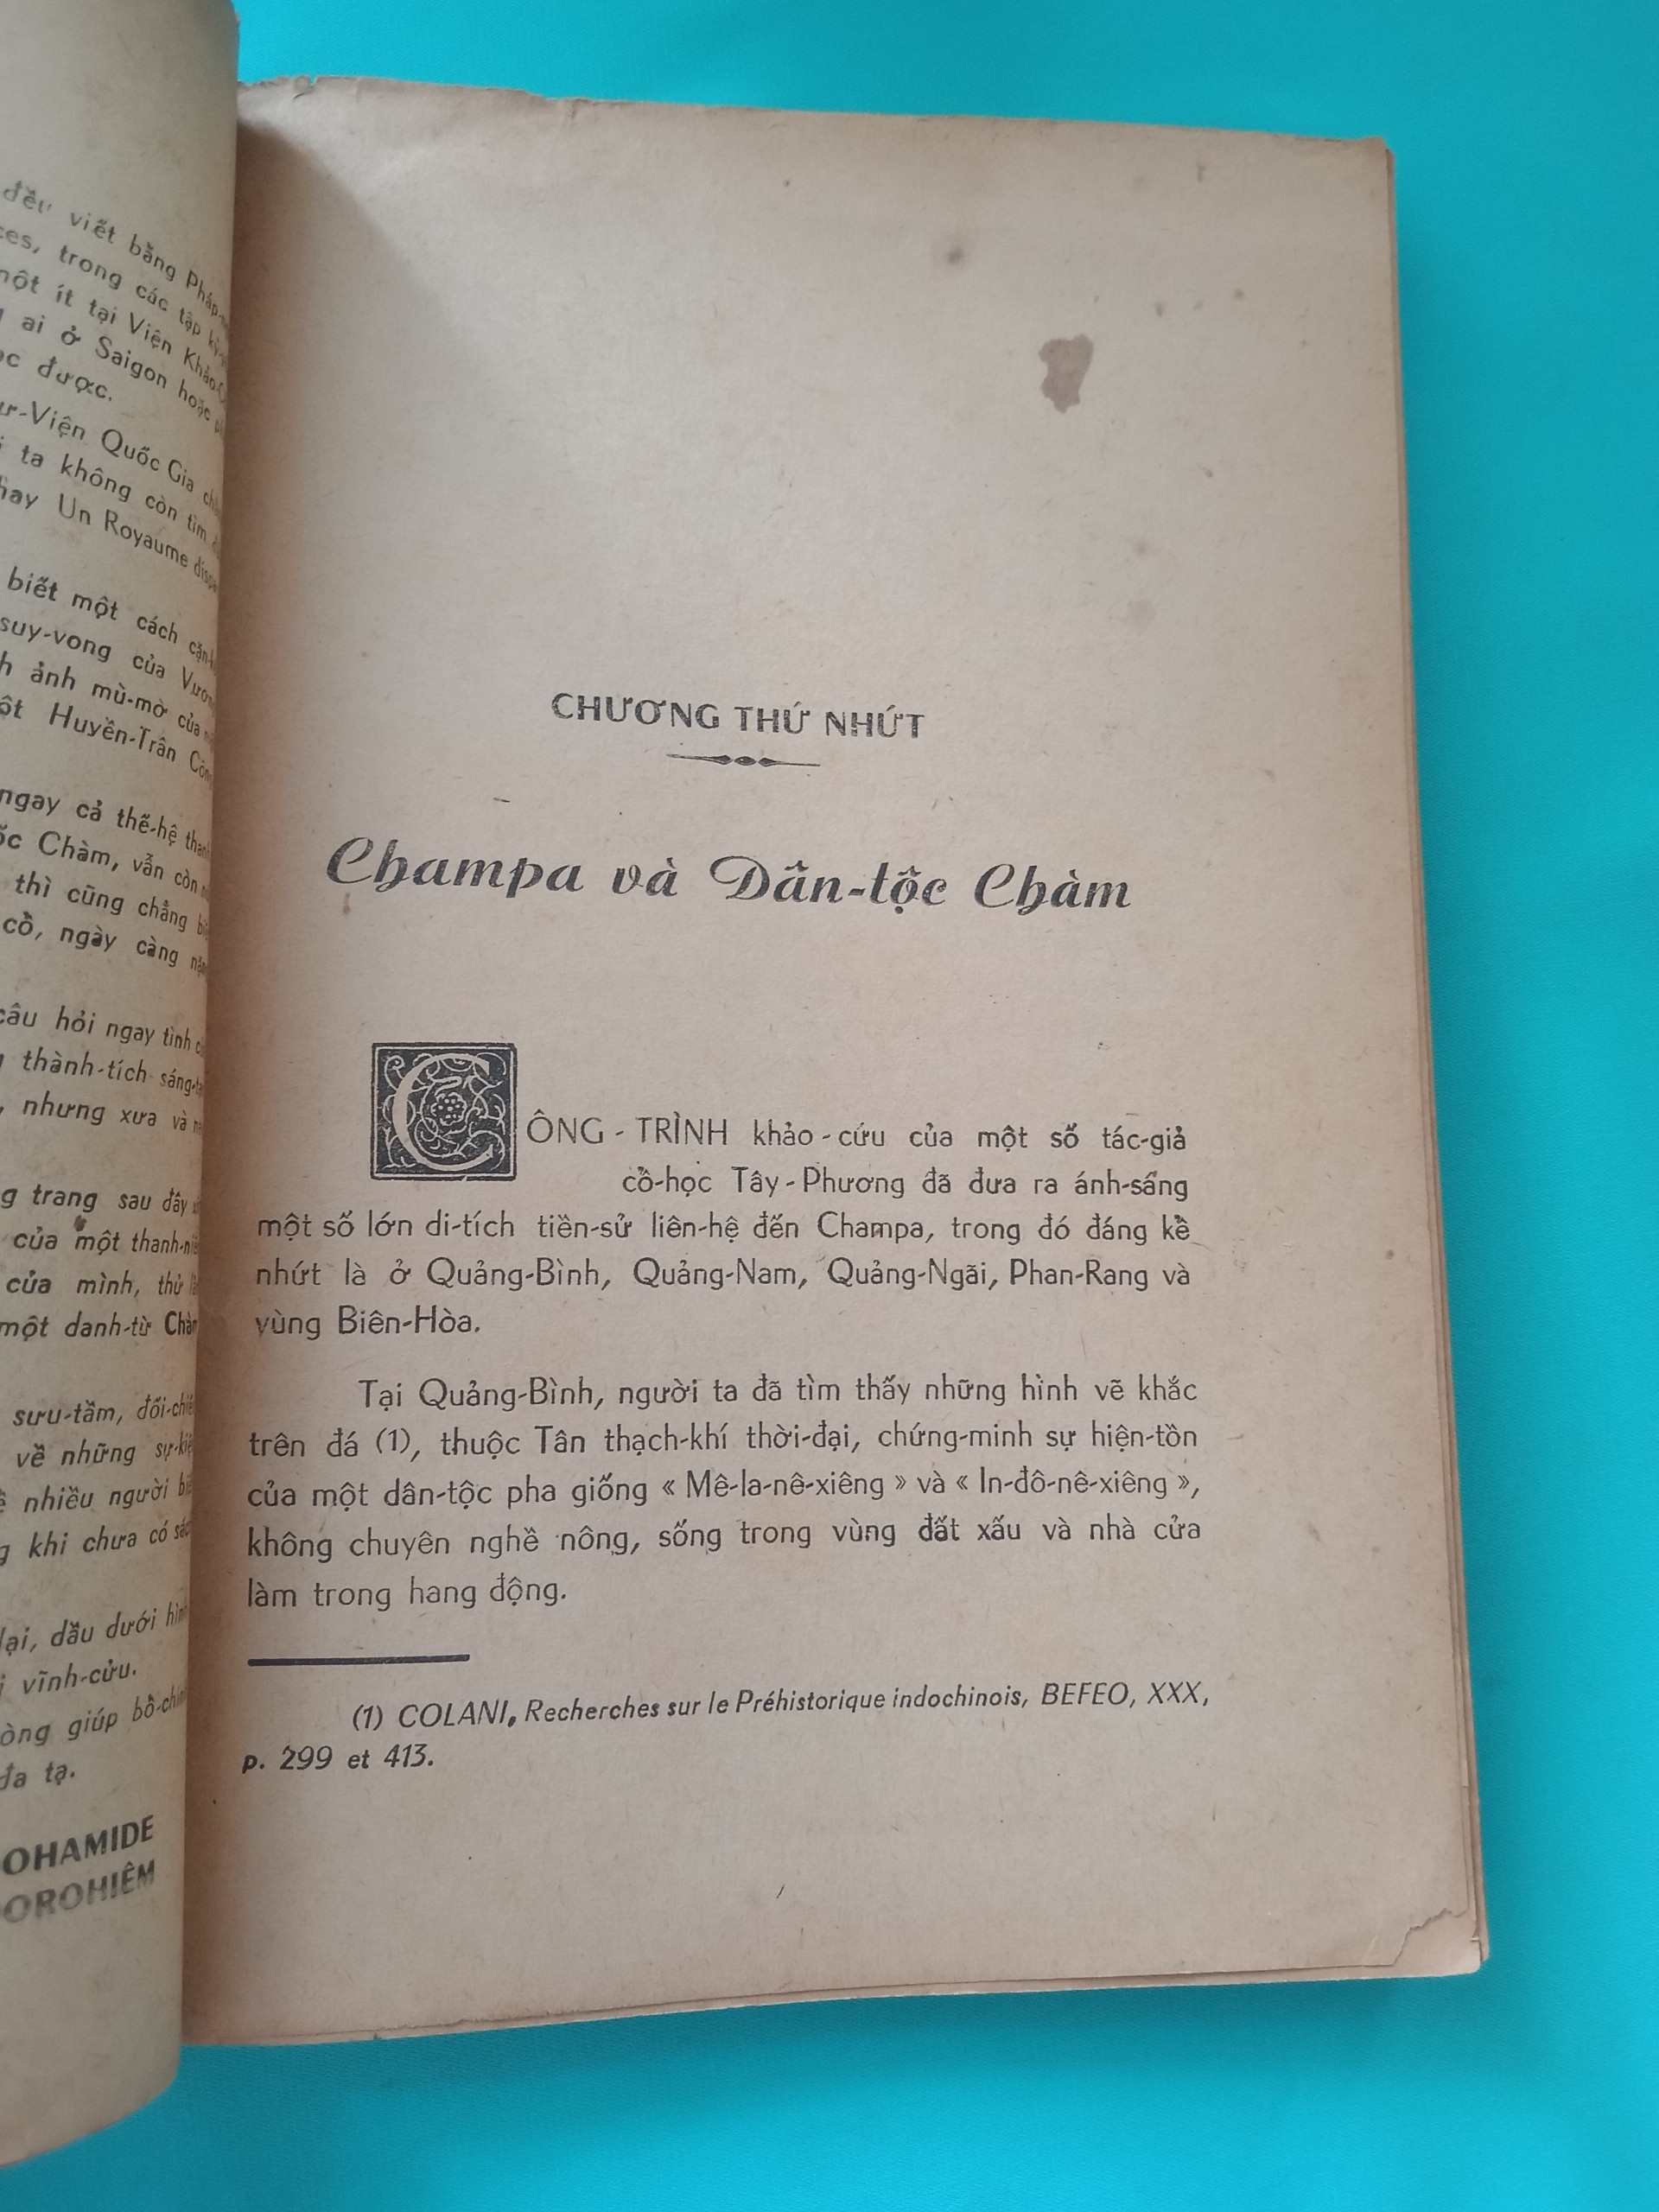 đều viết bằng
trong các tập
ít tại Viện
ai ở Saigon hoặc
được.
Viện Quốc Gia
ta không còn tìm
hay Un Royaume
biết một cách
suy-vong của
ảnh mù-mờ của
Huyền-Trân
ngay cả thế-hệ
Chàm, vẫn còn
thì cũng chẳng
cồ, ngày càng
câu hỏi ngay tình
thành-tích
, nhưng xưa và
trang sau đây
của một
của mình, thử
một danh-từ
sưu-tầm,
về những
nhiều người
khi chưa có
lại, dầu dưới
vĩnh-cửu.
giúp
đa tạ.
OHAMIDE
OROHIÊM
CHƯƠNG THỨ NHỨT
Champa và Dân-tộc Chàm
CÔNG - TRÌNH khảo - cứu của một số tác-giả
cồ-học Tây - Phương đã đưa ra ánh-sáng
một số lớn di-tích tiền-sử liên-hệ đến Champa, trong đó đáng kề
nhứt là ở Quảng-Bình, Quảng-Nam, Quảng-Ngãi, Phan-Rang và
vùng Biên-Hòa.
Tại Quảng-Bình, người ta đã tìm thấy những hình vẽ khắc
trên đá (1), thuộc Tân thạch-khí thời-đại, chứng-minh sự hiện-tồn
của một dân-tộc pha giống « Mê-la-nê-xiêng » và « In-đô-nê-xiêng »,
không chuyên nghề nông, sống trong vùng đất xấu và nhà cửa
làm trong hang động.
(1) COLANI, Recherches sur le Préhistorique indochinois, BEFEO, XXX,
p. 299 et 413.